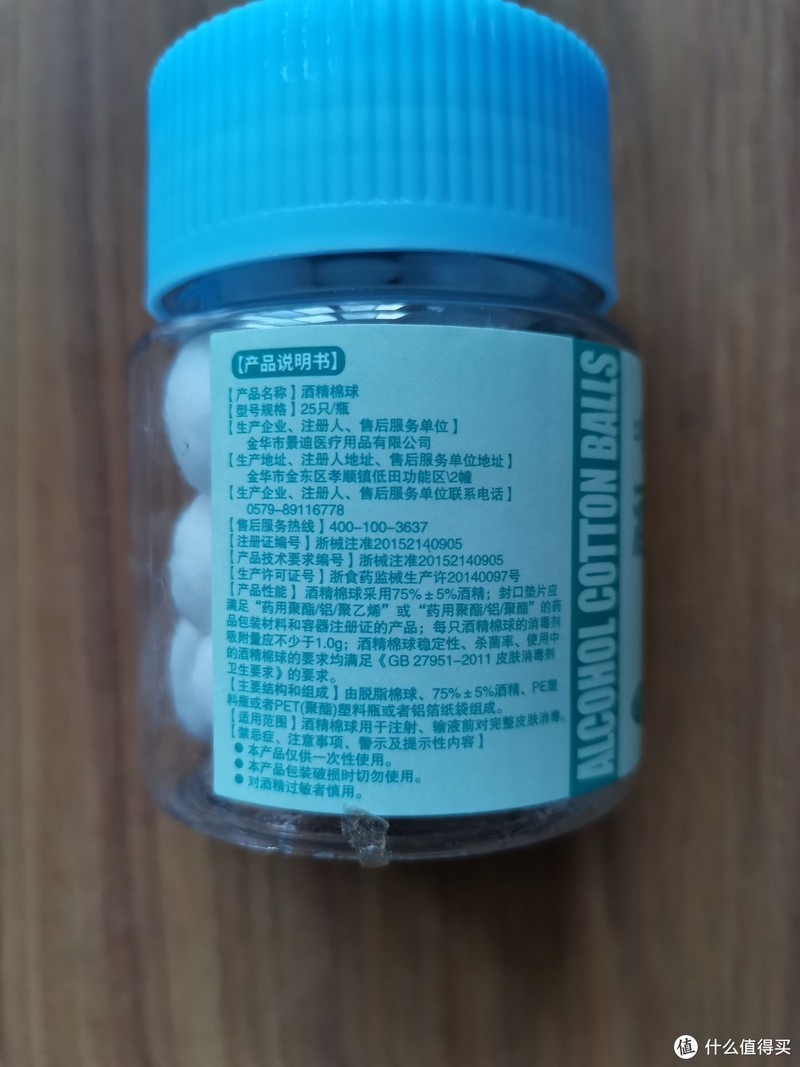 【产品说明书】
【产品名称】酒精棉球
【型号规格】25只/瓶
【生产企业、注册人、售后服务单位】
金华市景迪医疗用品有限公司
【生产地址、注册人地址、售后服务单位地址】
金华市金东区孝顺镇低田功能区\2幢
【生产企业、注册人、售后服务单位联系电话】
0579-89116778
【售后服务热线】400-100-3637
【注册证编号】浙械注准20152140905
【产品技术要求编号】浙械注准20152140905
【生产许可证号】浙食药监械生产许20140097号
【产品性能】酒精棉球采用75%±5%酒精；封口垫片应
满足“药用聚酯/铝/聚乙烯”或“药用聚酯/铝/聚酯”的药
品包装材料和容器注册证的产品；每只酒精棉球的消毒剂
吸附量应不少于1.0g；酒精棉球稳定性、杀菌率、使用中
的酒精棉球的要求均满足《GB 27951-2011 皮肤消毒剂
卫生要求》的要求。
【主要结构和组成】由脱脂棉球、75%±5%酒精、PE塑
料瓶或者PET(聚酯)塑料瓶或者铝箔纸袋组成。
【适用范围】酒精棉球用于注射、输液前对完整皮肤消毒。
【禁忌症、注意事项、警示及提示性内容】
●本产品仅供一次性使用。
●本产品包装破损时切勿使用。
●对酒精过敏者慎用。
ALCOHOL COTTON BALLS
值 什么值得买